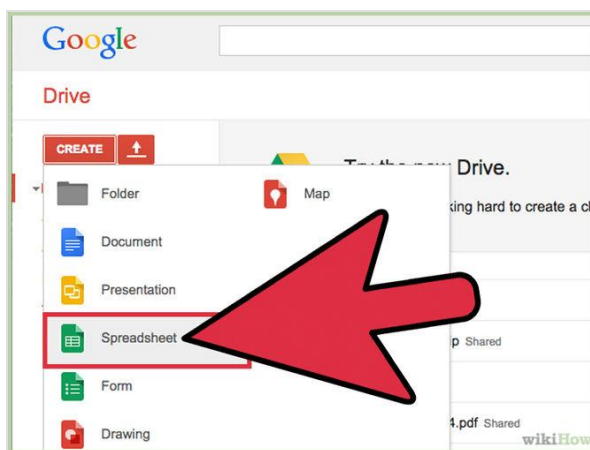 Google
Drive
CREATE
Try the new Drive.
king hard to create a cl
Folder
Map
Document
Presentation
Spreadsheet
p Shared
Form
4.pdf Shared
Drawing
wikiHow